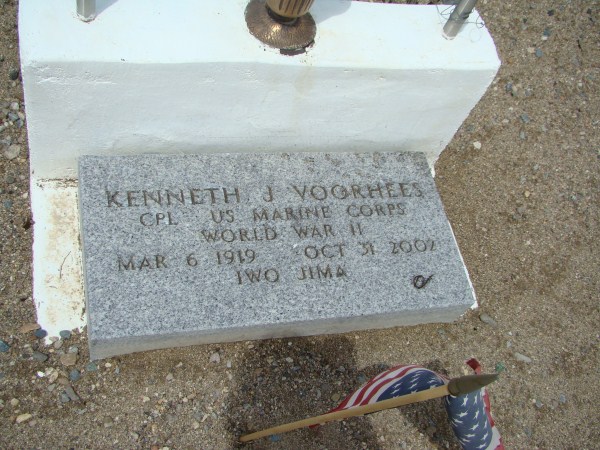 KENNETH J VOORHEES
CPL US MARINE CORPS
WORLD WAR II
MAR 6 1919 OCT 31 2002
IWO JIMA